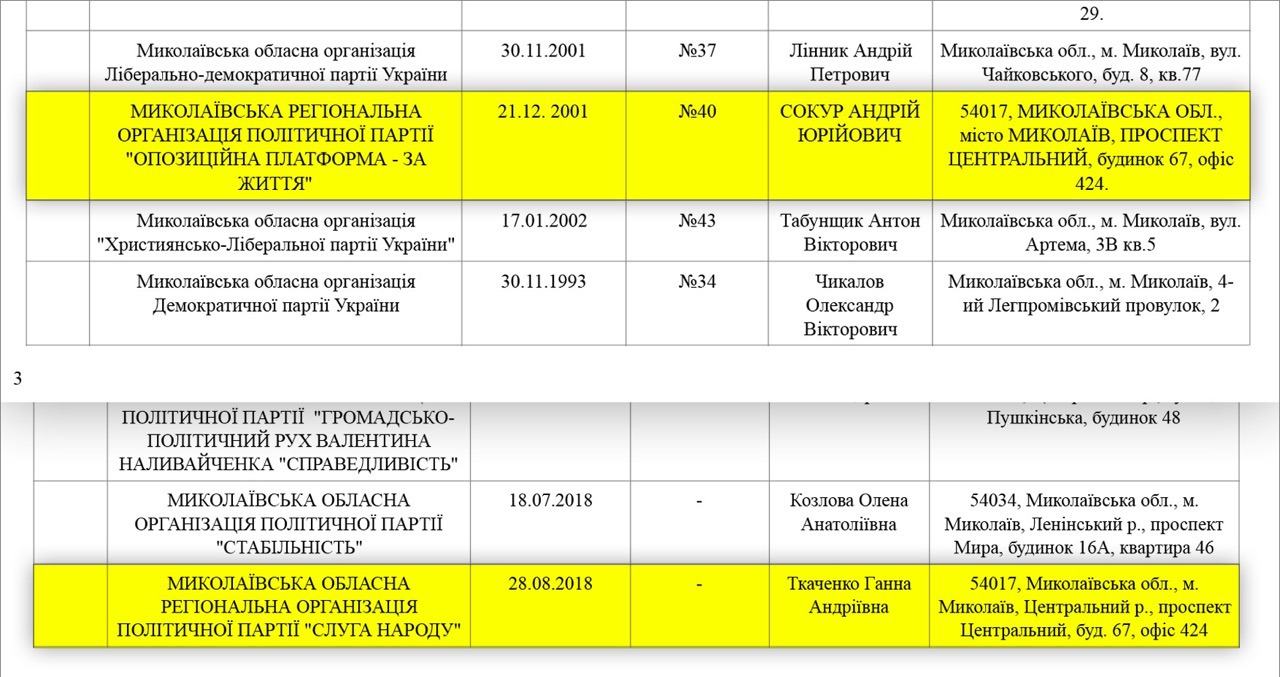 29.
Миколаївська обласна організація
Ліберально-демократичної партії України
30.11.2001
№37
Лінник Андрій
Петрович
Миколаївська обл., м. Миколаїв, вул.
Чайковського, буд. 8, кв.77
МИКОЛАЇВСЬКА РЕГІОНАЛЬНА
ОРГАНІЗАЦІЯ ПОЛІТИЧНОЇ ПАРТІЇ
"ОПОЗИЦІЙНА ПЛАТФОРМА - ЗА
ЖИТТЯ"
21.12. 2001
№40
СОКУР АНДРІЙ
ЮРІЙОВИЧ
54017, МИКОЛАЇВСЬКА ОБЛ.,
місто МИКОЛАЇВ, ПРОСПЕКТ
ЦЕНТРАЛЬНИЙ, будинок 67, офіс
424.
Миколаївська обласна організація
"Християнсько-Ліберальної партії України"
17.01.2002
№43
Табунщик Антон
Вікторович
Миколаївська обл., м. Миколаїв, вул.
Артема, 3В кв.5
Миколаївська обласна організація
Демократичної партії України
30.11.1993
№34
Чикалов
Олександр
Вікторович
Миколаївська обл., м. Миколаїв, 4-
ий Легпромівський провулок, 2
3
ПОЛІТИЧНОЇ ПАРТІЇ "ГРОМАДСЬКО-
ПОЛІТИЧНИЙ РУХ ВАЛЕНТИНА
НАЛИВАЙЧЕНКА "СПРАВЕДЛИВІСТЬ"
Пушкінська, будинок 48
МИКОЛАЇВСЬКА ОБЛАСНА
ОРГАНІЗАЦІЯ ПОЛІТИЧНОЇ ПАРТІЇ
"СТАБІЛЬНІСТЬ"
18.07.2018
-
Козлова Олена
Анатоліївна
54034, Миколаївська обл., м.
Миколаїв, Ленінський р., проспект
Мира, будинок 16А, квартира 46
МИКОЛАЇВСЬКА ОБЛАСНА
РЕГІОНАЛЬНА ОРГАНІЗАЦІЯ
ПОЛІТИЧНОЇ ПАРТІЇ "СЛУГА НАРОДУ"
28.08.2018
-
Ткаченко Ганна
Андріївна
54017, Миколаївська обл., м.
Миколаїв, Центральний р., проспект
Центральний, буд. 67, офіс 424